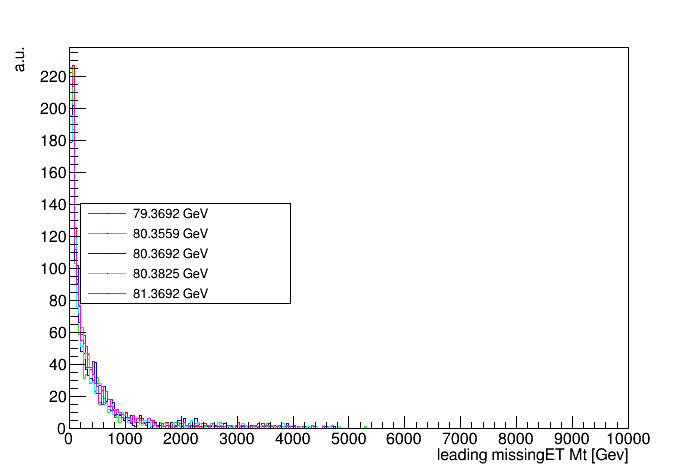 a.u.
220
200
180
160
140
120
100
80
60
40
20
0
79.3692 GeV
80.3559 GeV
80.3692 GeV
80.3825 GeV
81.3692 GeV
0 1000 2000 3000 4000 5000 6000 7000 8000 9000 10000
leading missingET Mt [Gev]